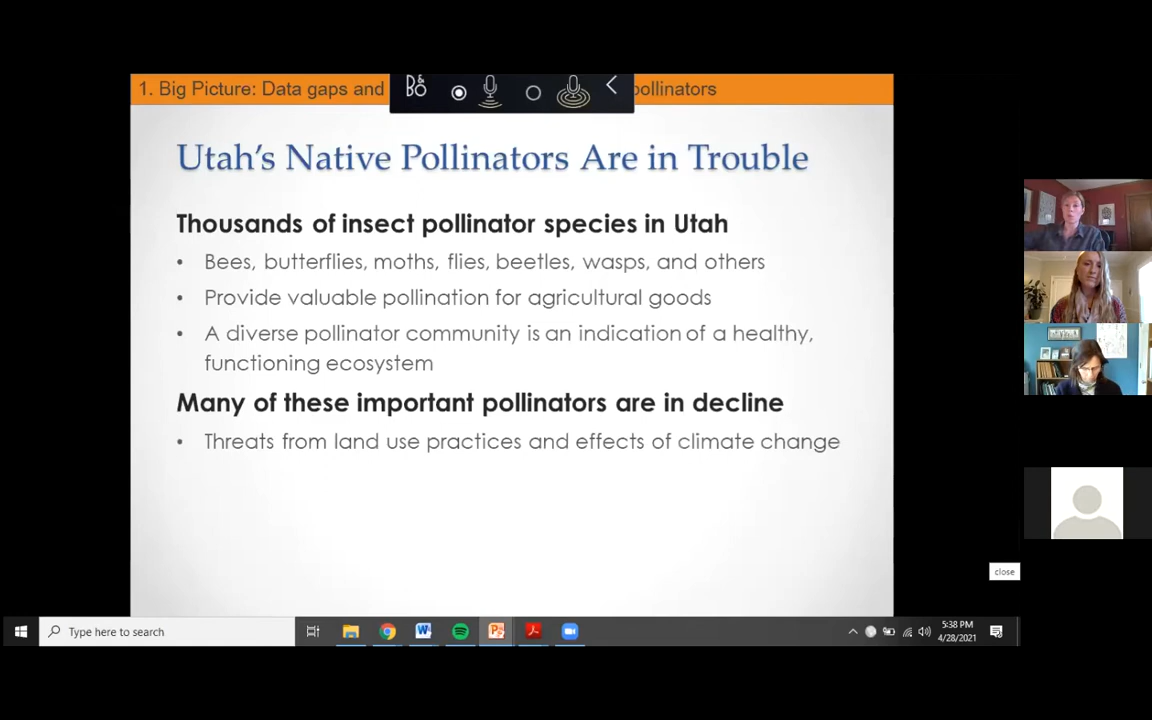 1. Big Picture: Data gaps and
pollinators
Utah's Native Pollinators Are in Trouble
Thousands of insect pollinator species in Utah
• Bees, butterflies, moths, flies, beetles, wasps, and others
• Provide valuable pollination for agricultural goods
• A diverse pollinator community is an indication of a healthy,
functioning ecosystem
Many of these important pollinators are in decline
• Threats from land use practices and effects of climate change
close
Type here to search
5:38 PM
4/28/2021